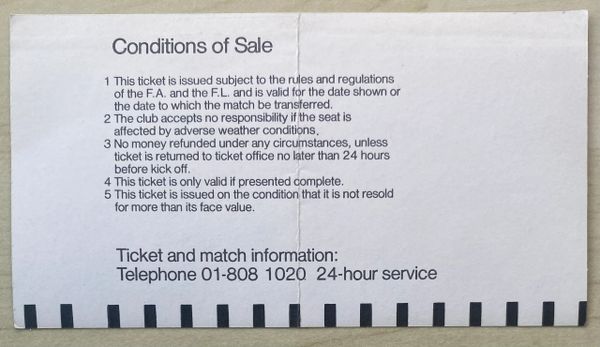 Conditions of Sale
1 This ticket is issued subject to the rules and regulations
of the F.A. and the F.L. and is valid for the date shown or
the date to which the match be transferred.
2 The club accepts no responsibility if the seat is
affected by adverse weather conditions,
3 No money refunded under any circumstances, unless
ticket is returned to ticket office no later than 24 hours
before kick off.
4 This ticket is only valid if presented complete.
5 This ticket is issued on the condition that it is not resold
for more than its face value.
Ticket and match information:
Telephone 01-808 1020 24-hour service